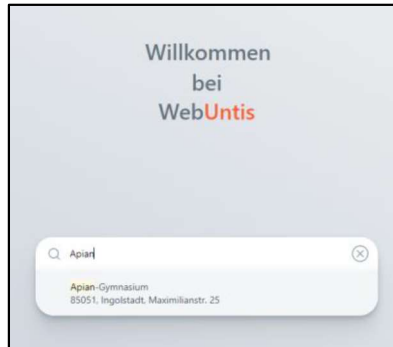 Willkommen
bei
WebUntis
Apian
Apian-Gymnasium
85051, Ingolstadt, Maximilianstr. 25